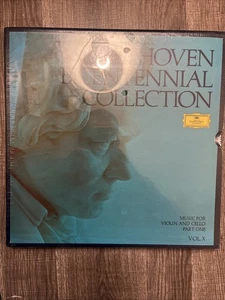 HOVEN
ENNIAL
COLLECTION
MUSIC FOR
VIOLIN AND CELLO
PART ONE
VOL. X